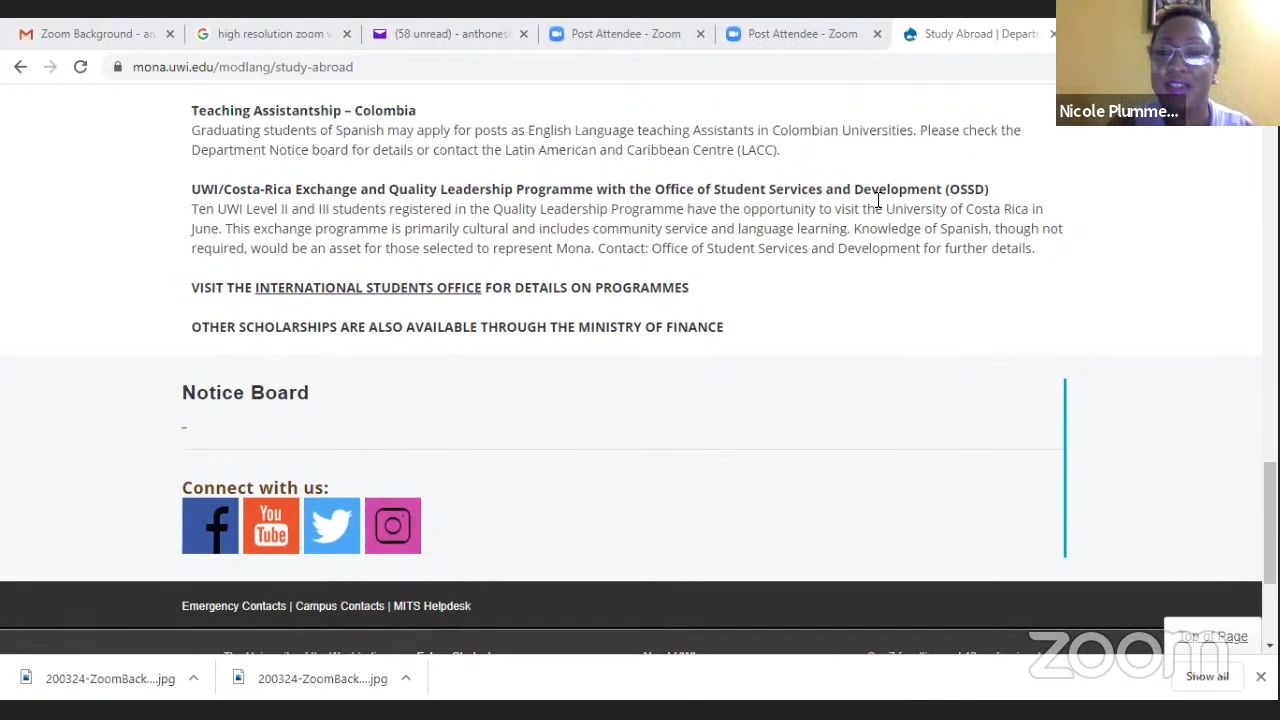 Zoom Background - an
high resolution zoom v
(58 unread) - anthones
Post Attendee - Zoom
Post Attendee - Zoom
Study Abroad | Depart
mona.uwi.edu/modlang/study-abroad
Nicole Plumme...
Teaching Assistantship – Colombia
Graduating students of Spanish may apply for posts as English Language teaching Assistants in Colombian Universities. Please check the
Department Notice board for details or contact the Latin American and Caribbean Centre (LACC).
UWI/Costa-Rica Exchange and Quality Leadership Programme with the Office of Student Services and Development (OSSD)
Ten UWI Level II and III students registered in the Quality Leadership Programme have the opportunity to visit the University of Costa Rica in
June. This exchange programme is primarily cultural and includes community service and language learning. Knowledge of Spanish, though not
required, would be an asset for those selected to represent Mona. Contact: Office of Student Services and Development for further details.
VISIT THE INTERNATIONAL STUDENTS OFFICE FOR DETAILS ON PROGRAMMES
OTHER SCHOLARSHIPS ARE ALSO AVAILABLE THROUGH THE MINISTRY OF FINANCE
Notice Board
-
Connect with us:
You
Tube
Emergency Contacts | Campus Contacts | MITS Helpdesk
Top of Page
zoom
200324-ZoomBack....jpg
200324-ZoomBack....jpg
Show all